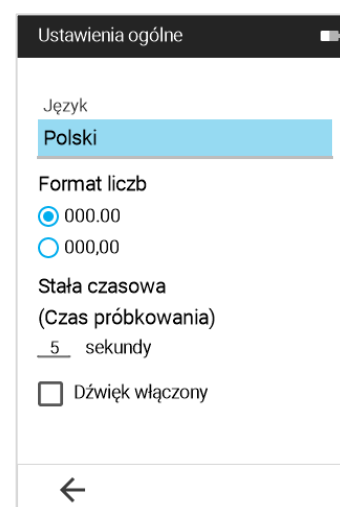 Ustawienia ogólne
Język
Polski
Format liczb
000.00
000,00
Stała czasowa
(Czas próbkowania)
5 sekundy
Dźwięk włączony